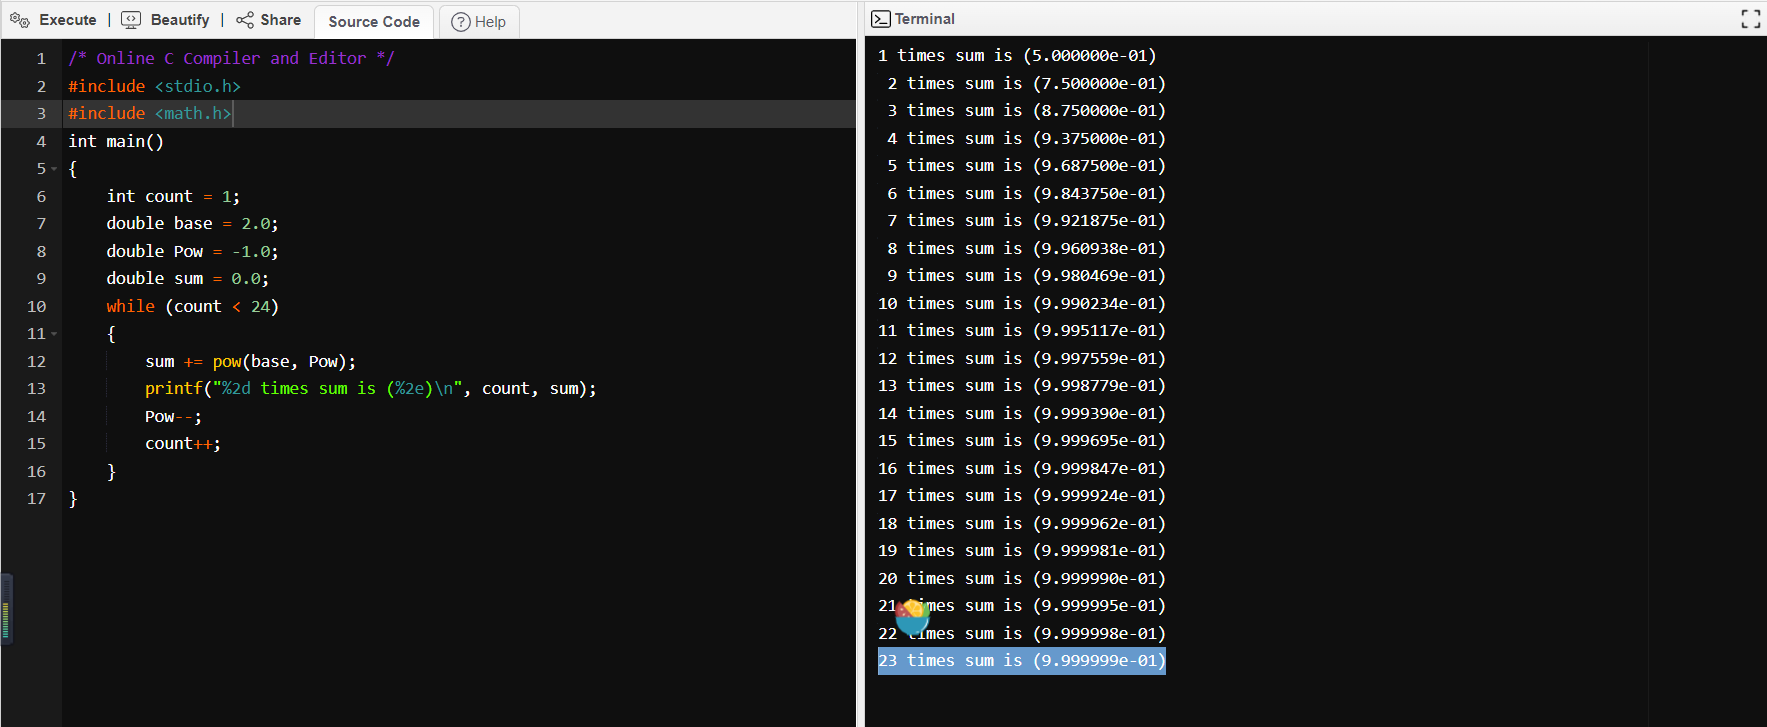 Execute | Beautify | Share Source Code Help
1 /* Online C Compiler and Editor */
2 #include <stdio.h>
3 #include <math.h>
4 int main()
5 {
6 int count = 1;
7 double base = 2.0;
8 double Pow = -1.0;
9 double sum = 0.0;
10 while (count < 24)
11 {
12 sum += pow(base, Pow);
13 printf("%2d times sum is (%2e)\n", count, sum);
14 Pow--;
15 count++;
16 }
17 }
Terminal
1 times sum is (5.000000e-01)
2 times sum is (7.500000e-01)
3 times sum is (8.750000e-01)
4 times sum is (9.375000e-01)
5 times sum is (9.687500e-01)
6 times sum is (9.843750e-01)
7 times sum is (9.921875e-01)
8 times sum is (9.960938e-01)
9 times sum is (9.980469e-01)
10 times sum is (9.990234e-01)
11 times sum is (9.995117e-01)
12 times sum is (9.997559e-01)
13 times sum is (9.998779e-01)
14 times sum is (9.999390e-01)
15 times sum is (9.999695e-01)
16 times sum is (9.999847e-01)
17 times sum is (9.999924e-01)
18 times sum is (9.999962e-01)
19 times sum is (9.999981e-01)
20 times sum is (9.999990e-01)
21 times sum is (9.999995e-01)
22 times sum is (9.999998e-01)
23 times sum is (9.999999e-01)